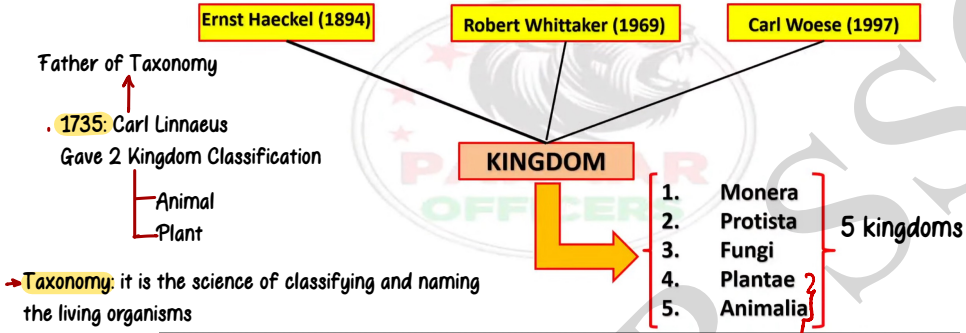 Ernst Haeckel (1894)
Robert Whittaker (1969)
Carl Woese (1997)
Father of Taxonomy
1735: Carl Linnaeus
Gave 2 Kingdom Classification
Animal
Plant
KINGDOM
1. Monera
2. Protista
3. Fungi
4. Plantae
5. Animalia
5 kingdoms
Taxonomy: it is the science of classifying and naming
the living organisms
OFFICERS